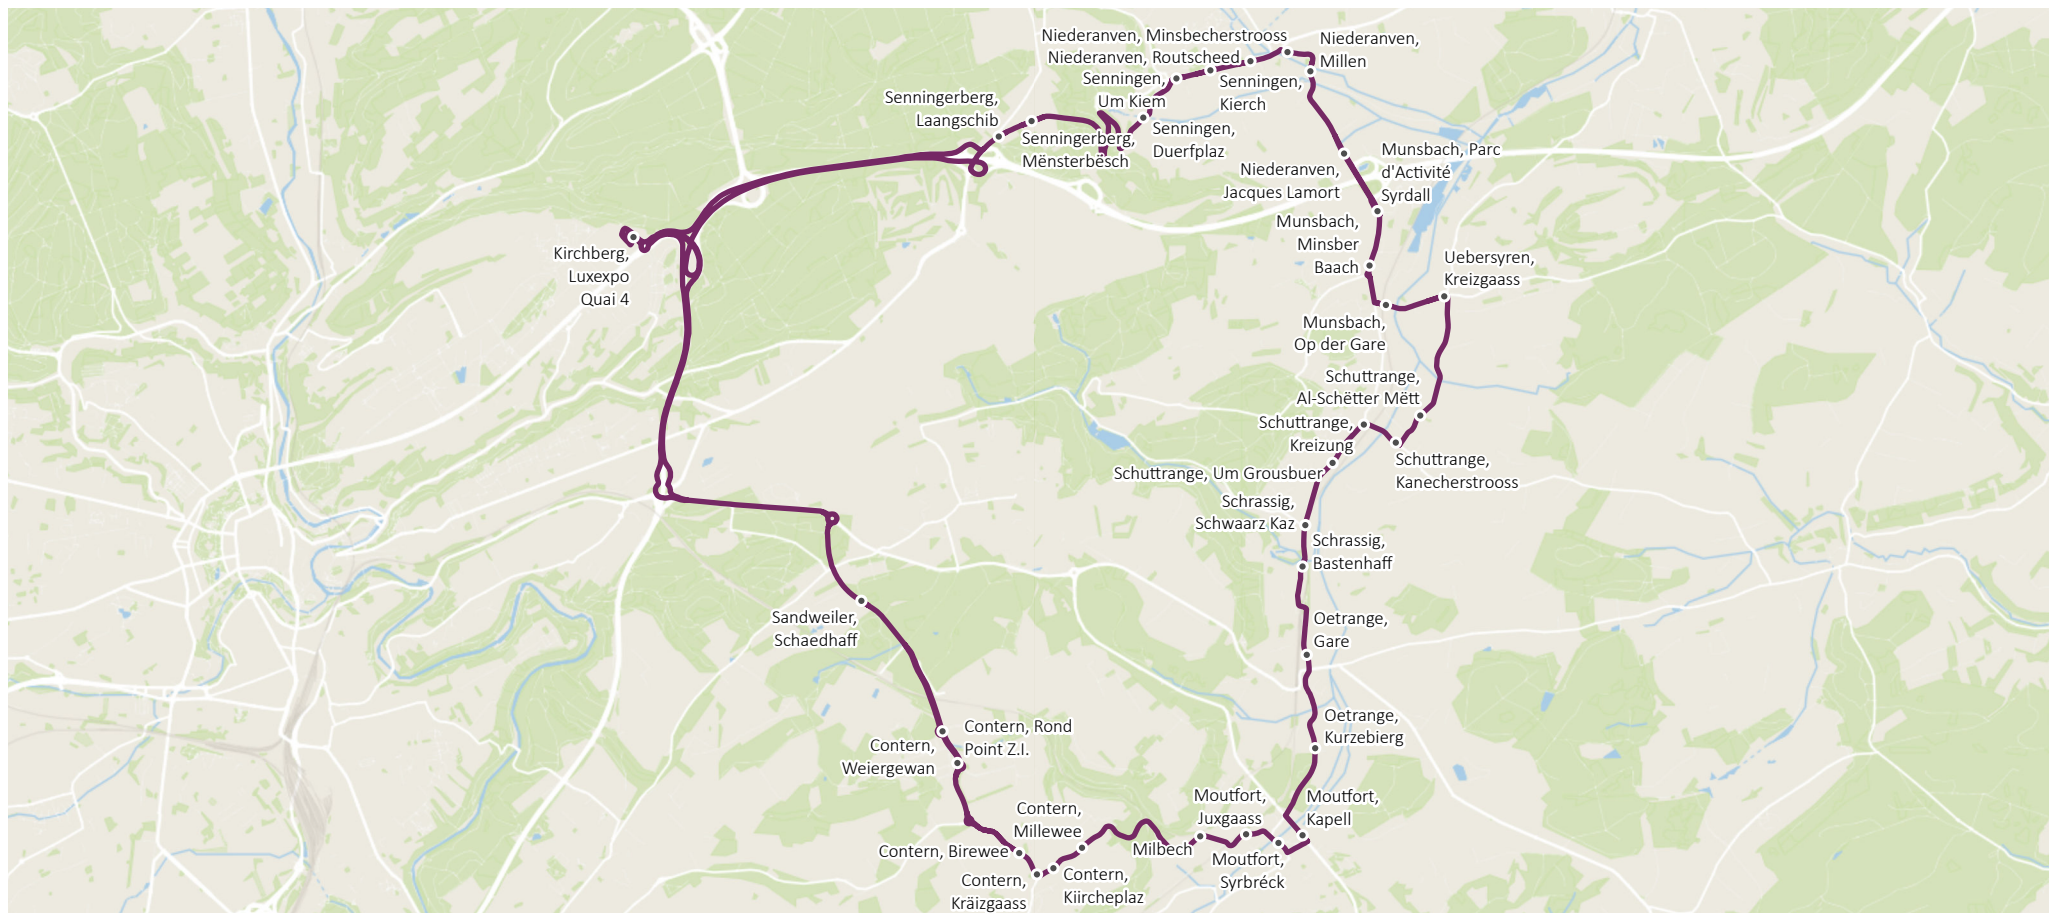 Niederanven, Minsbecherstrooss
Niederanven, Routscheed
Niederanven,
Millen
Senningen,
Um Kiem
Senningen,
Kierch
Senningerberg,
Laangschib
Senningerberg,
Mënsterbësch
Senningen,
Duerfplaz
Niederanven,
Jacques Lamort
Munsbach, Parc
d'Activité
Syrdall
Munsbach,
Minsber
Baach
Kirchberg,
Luxexpo
Quai 4
Uebersyren,
Kreizgaass
Munsbach,
Op der Gare
Schuttrange,
Al-Schëtter Mëtt
Schuttrange,
Kreizung
Schuttrange,
Kanecherstrooss
Schuttrange, Um Grousbuer
Schrassig,
Schwaarz Kaz
Schrassig,
Bastenhaff
Oetrange,
Gare
Sandweiler,
Schaedhaff
Oetrange,
Kurzebierg
Contern, Rond
Point Z.I.
Contern,
Weiergewan
Moutfort,
Kapell
Moutfort,
Juxgaass
Contern,
Millewee
Milbech
Contern, Birewee
Moutfort,
Syrbréck
Contern,
Kräizgaass
Contern,
Kiircheplaz